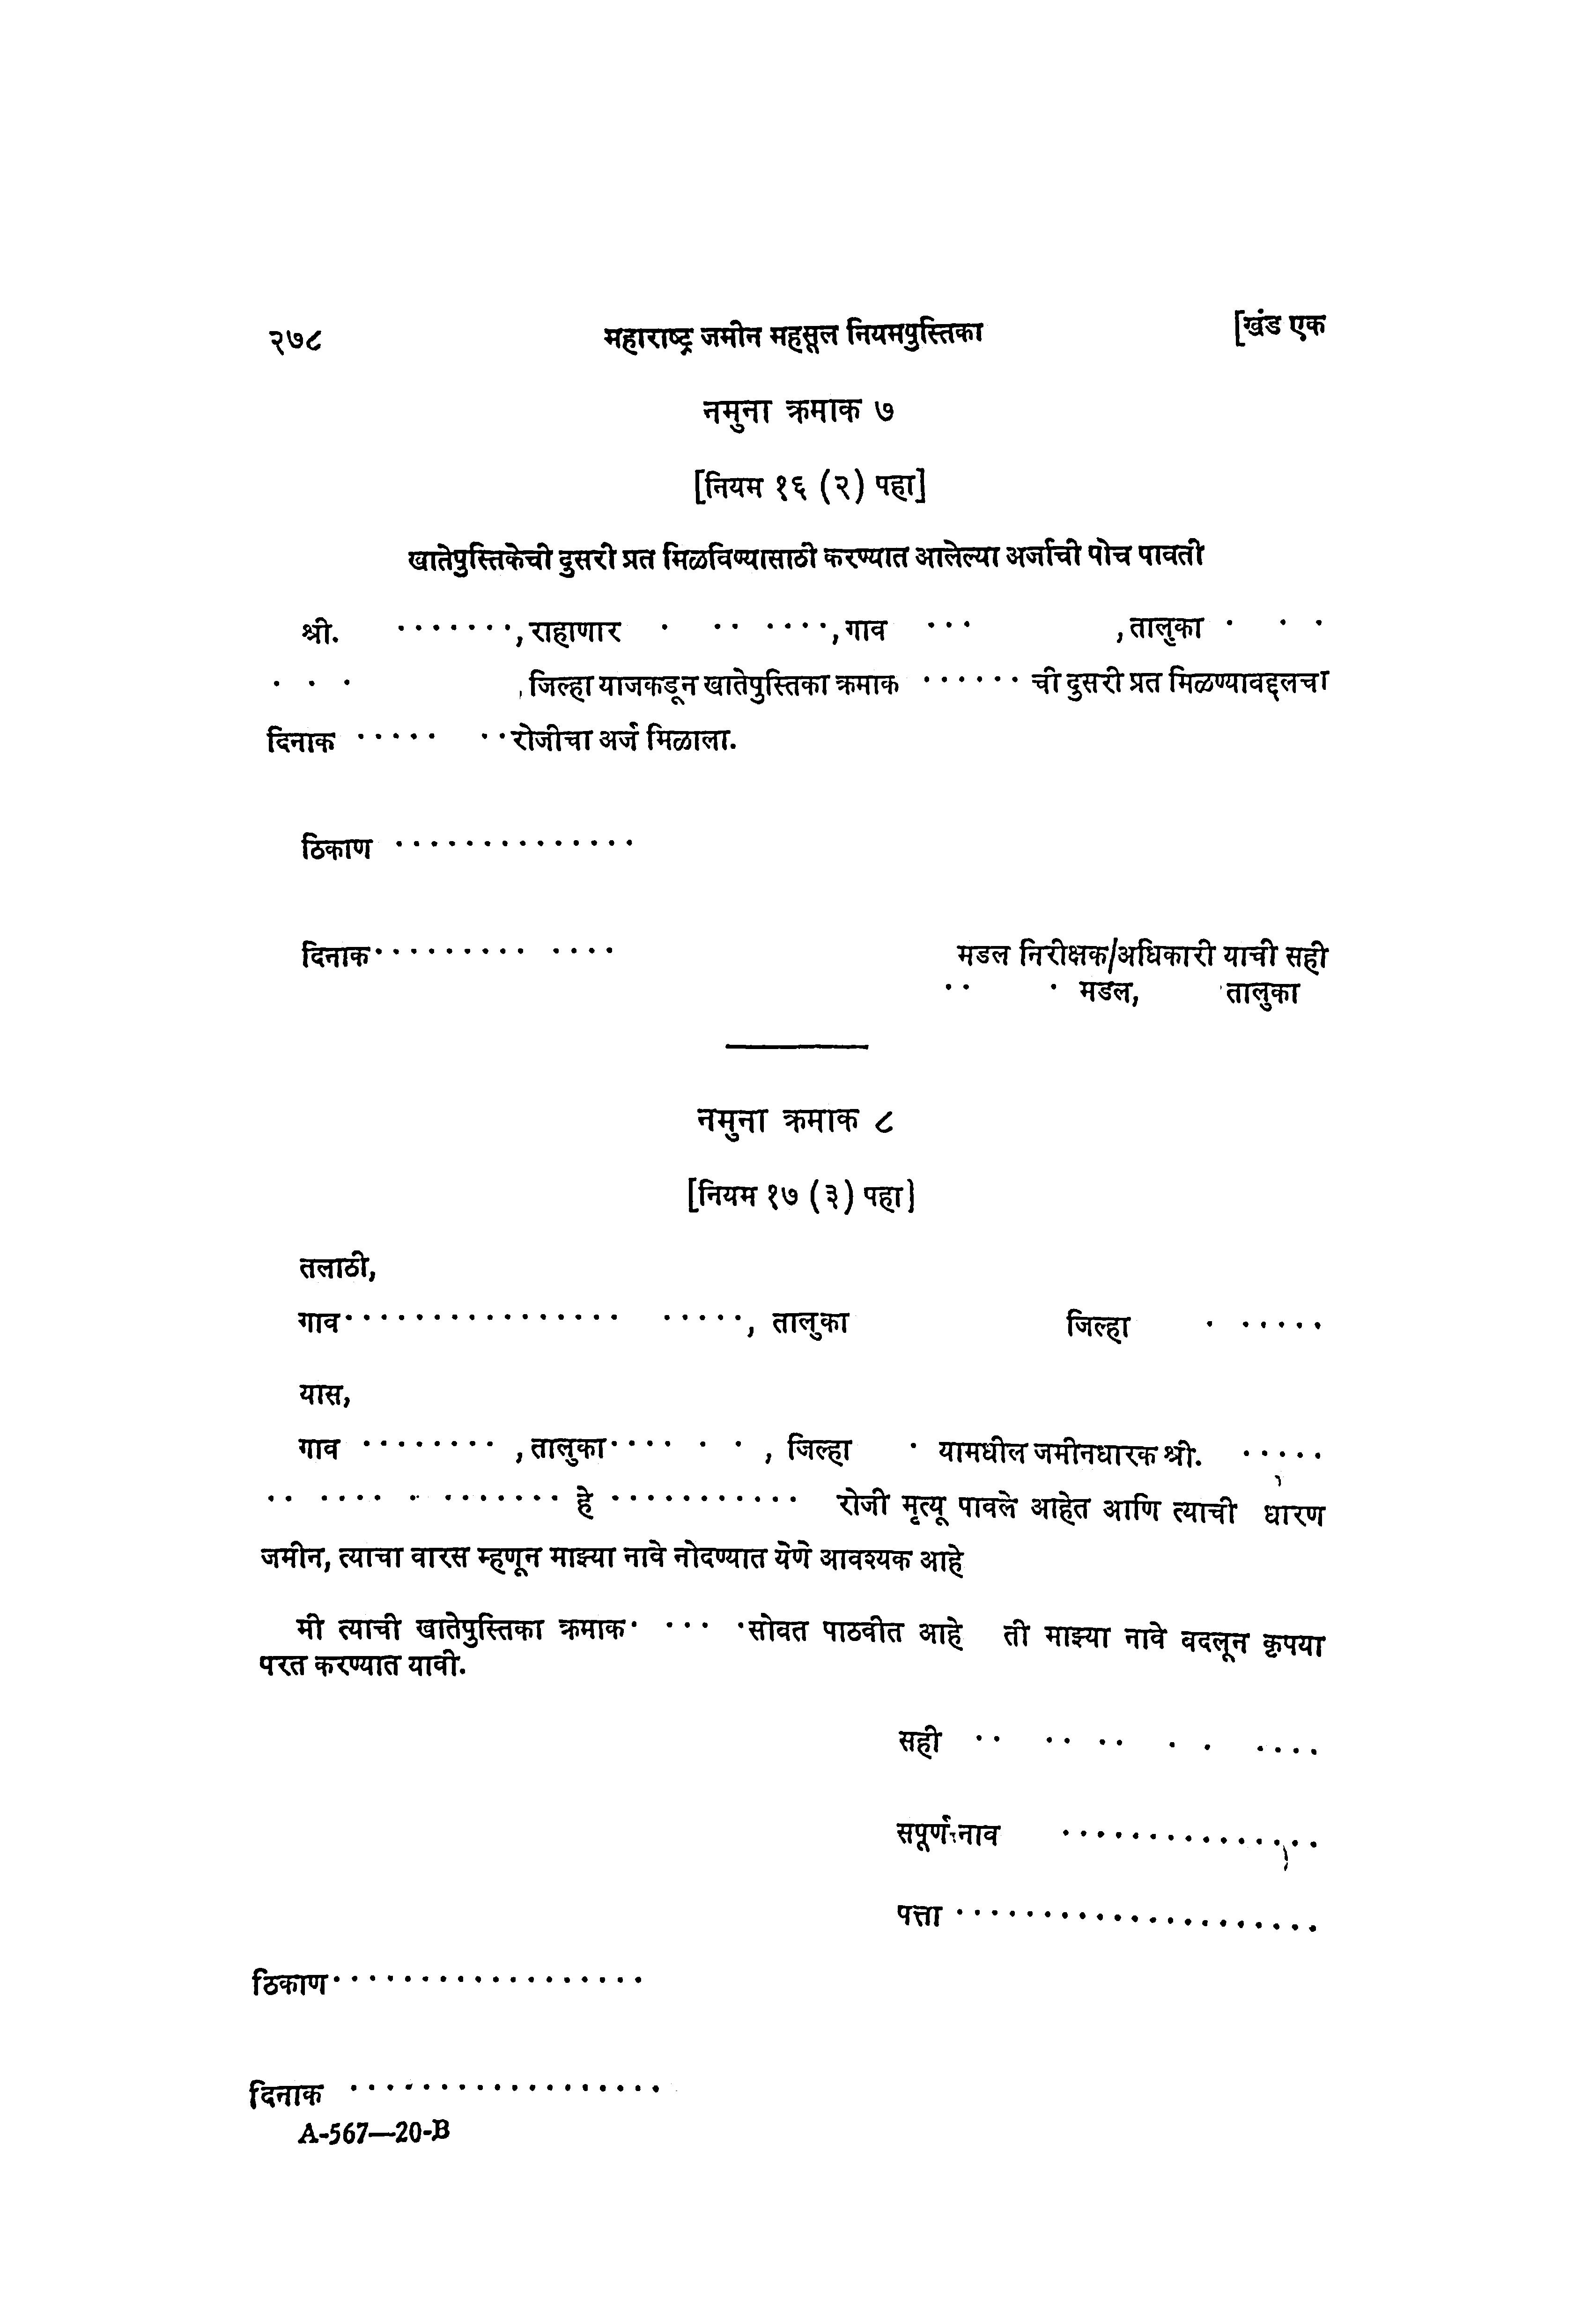 २७८ महाराष्ट्र जमीन महसूल नियमपुस्तिका [खंड एक
नमुना क्रमाक ७
[नियम १६ (२) पहा]
खातेपुस्तिकेची दुसरी प्रत मिळविण्यासाठी करण्यात आलेल्या अर्जाची पोच पावती
श्री. ‧‧‧‧‧‧‧, राहाणार ‧ ‧‧ ‧‧‧‧, गाव ‧‧‧ , तालुका ‧ ‧ ‧
‧ ‧ ‧ , जिल्हा याजकडून खातेपुस्तिका क्रमाक ‧‧‧‧‧‧ ची दुसरी प्रत मिळण्यावद्दलचा
दिनाक ‧‧‧‧‧ ‧‧ रोजीचा अर्ज मिळाला.
ठिकाण ‧‧‧‧‧‧‧‧‧‧‧‧‧‧
दिनाक ‧‧‧‧‧‧‧‧‧ ‧‧‧‧ मडल निरीक्षक/अधिकारी याची सही
‧‧ ‧ मडल, तालुका
नमुना क्रमाक ८
[नियम १७ (३) पहा]
तलाठी,
गाव ‧‧‧‧‧‧‧‧‧‧‧‧‧‧‧‧ ‧‧‧‧‧, तालुका जिल्हा ‧ ‧‧‧‧‧
यास,
गाव ‧‧‧‧‧‧‧‧ , तालुका ‧‧‧‧ ‧ ‧ , जिल्हा ‧ यामधील जमीनधारक श्री. ‧‧‧‧‧
‧‧ ‧‧‧‧ ‧ ‧‧‧‧‧‧‧ हे ‧‧‧‧‧‧‧‧‧‧‧ रोजी मृत्यू पावले आहेत आणि त्याची धारण
जमीन, त्याचा वारस म्हणून माझ्या नावे नोदण्यात येणे आवश्यक आहे
मी त्याची खातेपुस्तिका क्रमाक ‧ ‧‧‧ ‧ सोवत पाठवीत आहे ती माझ्या नावे वदलून कृपया
परत करण्यात यावी.
सही ‧‧ ‧‧ ‧‧ ‧ ‧ ‧‧‧‧
सपूर्ण नाव ‧‧‧‧‧‧‧‧‧‧‧‧‧‧‧
पत्ता ‧‧‧‧‧‧‧‧‧‧‧‧‧‧‧‧‧‧‧‧‧
ठिकाण ‧‧‧‧‧‧‧‧‧‧‧‧‧‧‧‧‧‧
दिनाक ‧‧‧‧‧‧‧‧‧‧‧‧‧‧‧‧‧‧
A-567—20-B